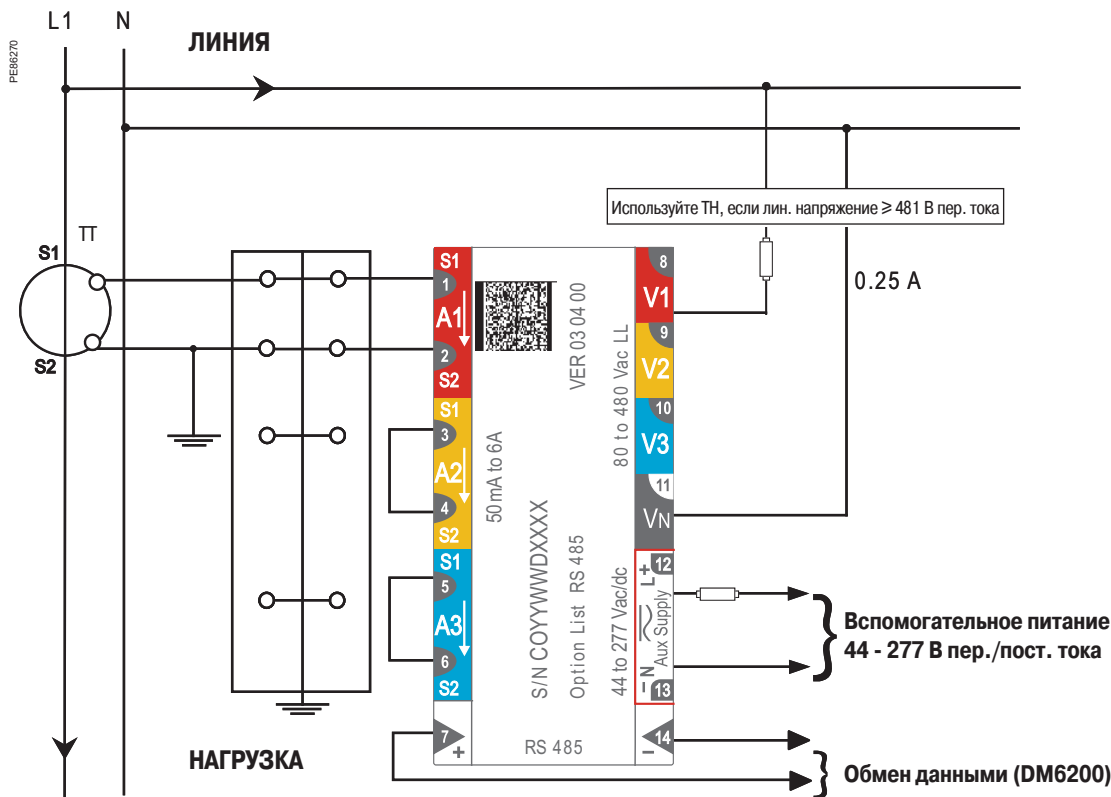 L1 N
PE86270
ЛИНИЯ
Используйте ТН, если лин. напряжение ≥ 481 В пер. тока
ТТ
S1
S2
0.25 A
S1
1
A1
2
S2
S1
3
A2
4
S2
S1
5
A3
6
S2
7
+
50 mA to 6A
VER 03 04 00
S/N COYYWWDXXXX
Option List RS 485
80 to 480 Vac LL
44 to 277 Vac/dc
RS 485
8
V1
9
V2
10
V3
11
VN
L+
12
Aux Supply
– N
13
14
–
Вспомогательное питание
44 - 277 В пер./пост. тока
НАГРУЗКА
Обмен данными (DM6200)